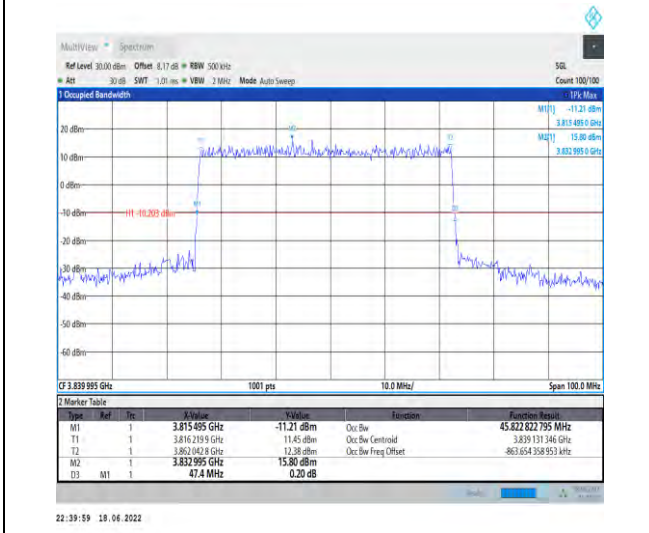 MultiView Spectrum
Ref Level 30.00 dBm Offset 8.17 dB RBW 500 kHz SGL
Att 30 dB SWT 1.01 ms VBW 2 MHz Mode Auto Sweep Count 100/100
1 Occupied Bandwidth 1Pk Max
M1[1] -11.21 dBm
3.815 495 0 GHz
20 dBm M2[1] 15.80 dBm
3.832 995 0 GHz
10 dBm
0 dBm
M1
-10 dBm H1 -10.203 dBm
-20 dBm
-30 dBm
-40 dBm
-50 dBm
-60 dBm
CF 3.839 995 GHz 1001 pts 10.0 MHz/ Span 100.0 MHz
2 Marker Table
Type Ref Trc X-Value Y-Value Function Function Result
M1 1 3.815 495 GHz -11.21 dBm Occ Bw 45.822 822 795 MHz
T1 1 3.816 219 9 GHz 11.45 dBm Occ Bw Centroid 3.839 131 346 GHz
T2 1 3.862 042 8 GHz 12.38 dBm Occ Bw Freq Offset -863.654 358 953 kHz
M2 1 3.832 995 GHz 15.80 dBm
D3 M1 1 47.4 MHz 0.20 dB
22:39:59 18.06.2022